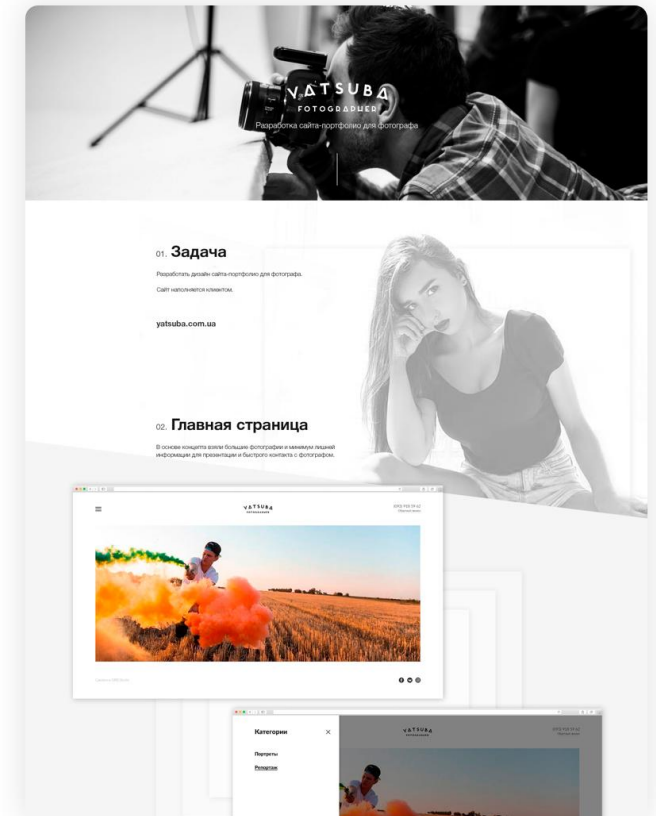 YATSUBA
FOTOGRAPHER
Разработка сайта-портфолио для фотографа
01. Задача
Разработать дизайн сайта-портфолио для фотографа.
Сайт наполняется клиентом.
yatsuba.com.ua
02. Главная страница
В основе концепта взяли большие фотографии и минимум лишней
информации для презентации и быстрого контакта с фотографом.
YATSUBA
FOTOGRAPHER
Категории
YATSUBA
FOTOGRAPHER
Портреты
Репортаж